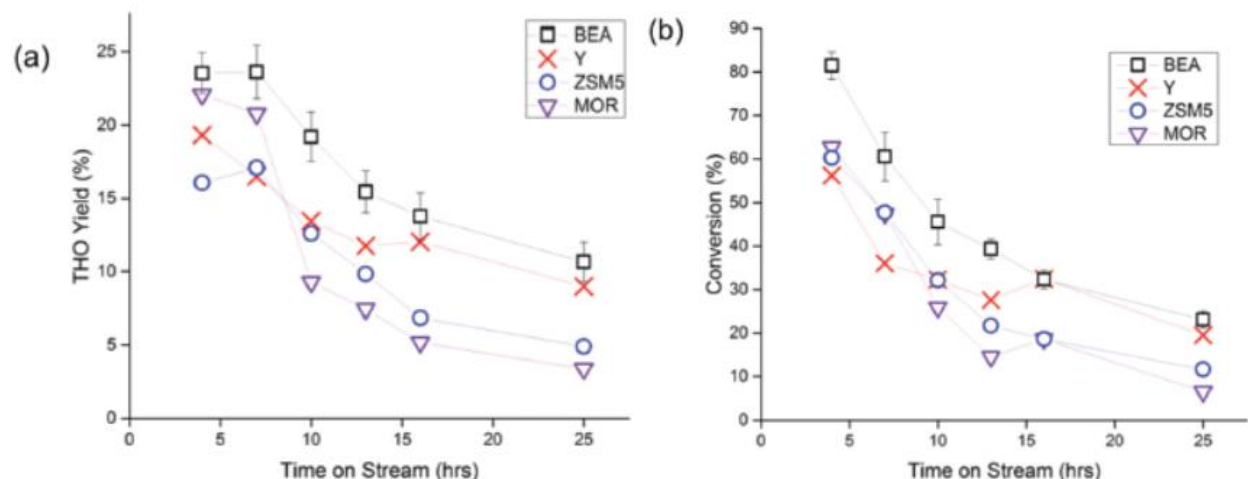 (a)
THO Yield (%)
25
20
15
10
5
0
0 5 10 15 20 25
Time on Stream (hrs)
BEA
Y
ZSM5
MOR
(b)
Conversion (%)
90
80
70
60
50
40
30
20
10
0
0 5 10 15 20 25
Time on Stream (hrs)
BEA
Y
ZSM5
MOR